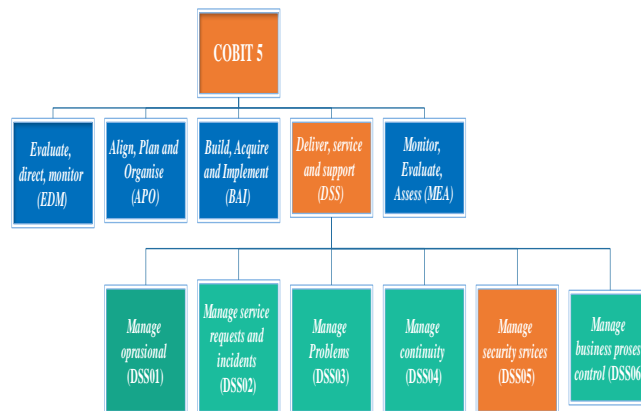 COBIT 5
Evaluate,
direct, monitor
(EDM)
Align, Plan and
Organise
(APO)
Build, Acquire
and Implement
(BAI)
Deliver, service
and support
(DSS)
Monitor,
Evaluate,
Assess (MEA)
Manage
oprasional
(DSS01)
Manage service
requests and
incidents
(DSS02)
Manage
Problems
(DSS03)
Manage
continuity
(DSS04)
Manage
security srvices
(DSS05)
Manage
business proses
control (DSS06